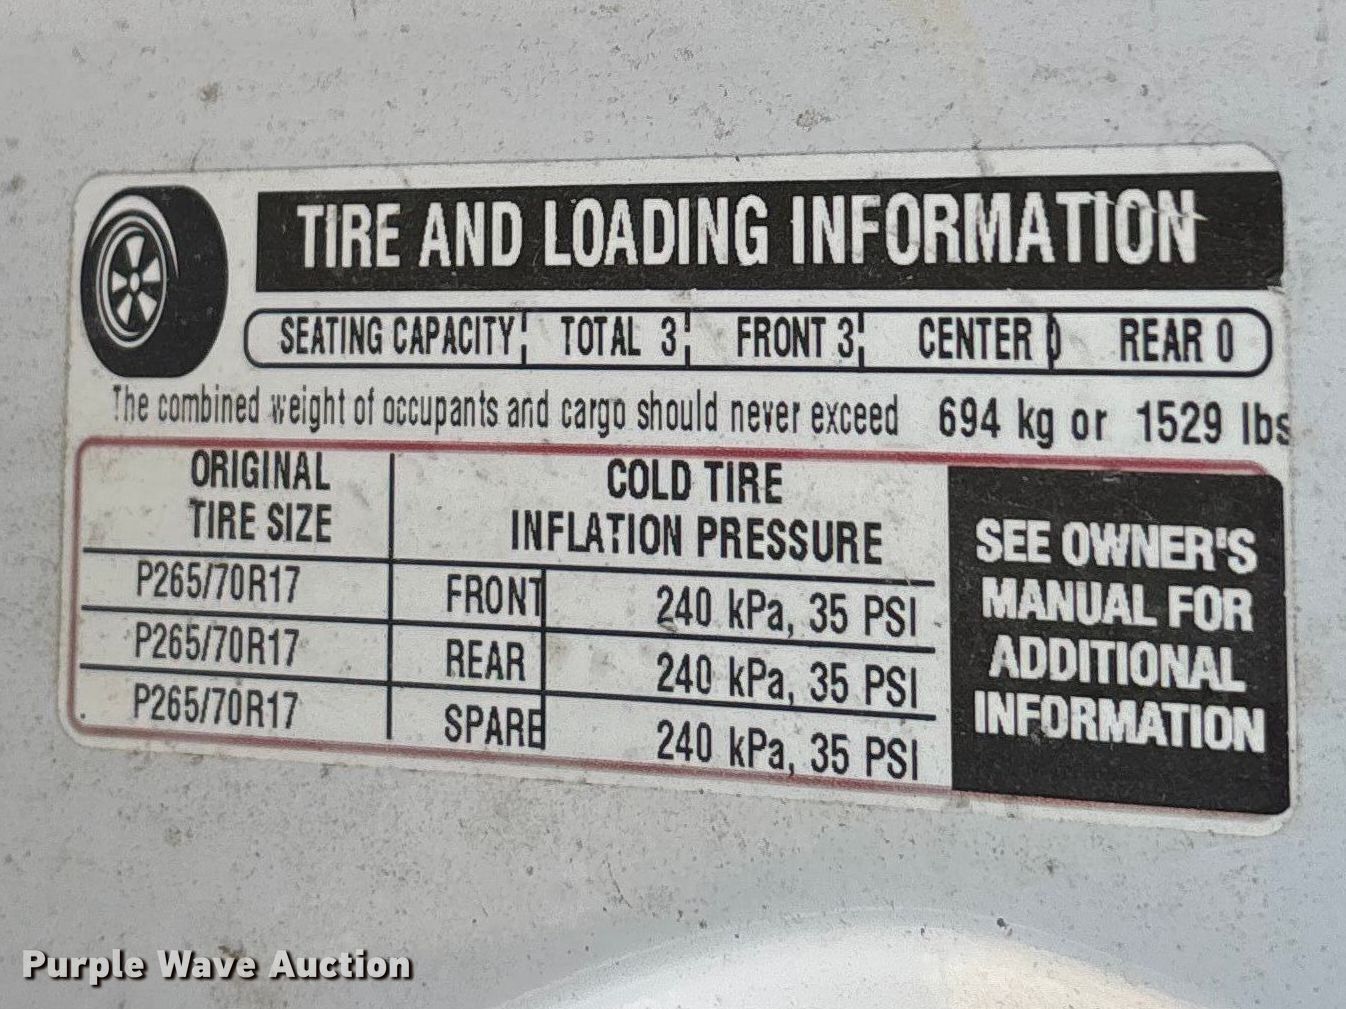 TIRE AND LOADING INFORMATION
SEATING CAPACITY TOTAL 3 FRONT 3 CENTER 0 REAR 0
The combined weight of occupants and cargo should never exceed 694 kg or 1529 lbs
ORIGINAL TIRE SIZE
COLD TIRE INFLATION PRESSURE
P265/70R17 FRONT 240 kPa, 35 PSI
P265/70R17 REAR 240 kPa, 35 PSI
P265/70R17 SPARE 240 kPa, 35 PSI
SEE OWNER'S
MANUAL FOR
ADDITIONAL
INFORMATION
Purple Wave Auction